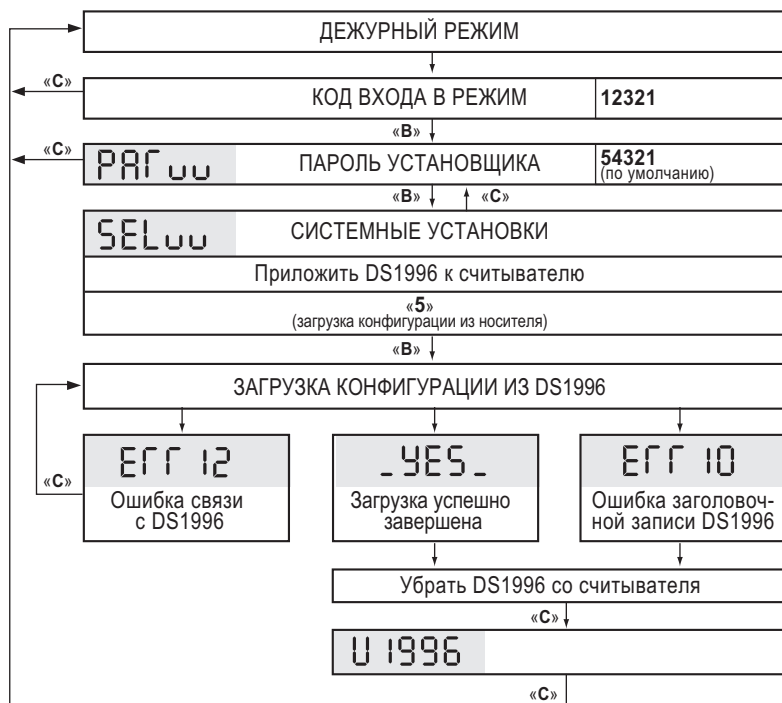 ДЕЖУРНЫЙ РЕЖИМ
«С»
КОД ВХОДА В РЕЖИМ 12321
«В»
«С»
PAГ␣␣ ПАРОЛЬ УСТАНОВЩИКА 54321
(по умолчанию)
«В» «С»
SEL␣␣ СИСТЕМНЫЕ УСТАНОВКИ
Приложить DS1996 к считывателю
«5»
(загрузка конфигурации из носителя)
«В»
ЗАГРУЗКА КОНФИГУРАЦИИ ИЗ DS1996
«С»
EГГ 12
Ошибка связи
с DS1996
_YES_
Загрузка успешно
завершена
EГГ 10
Ошибка заголовоч-
ной записи DS1996
Убрать DS1996 со считывателя
«С»
U 1996
«С»